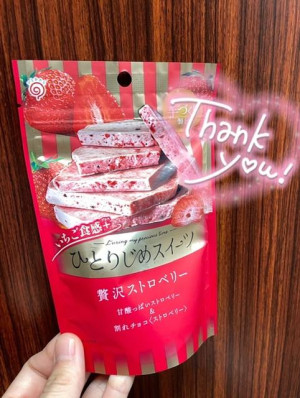 Thank
you!
いちご食感+
ひとりじめスイーツ
贅沢ストロベリー
甘酸っぱいストロベリー
&
割れチョコ〈ストロベリー〉